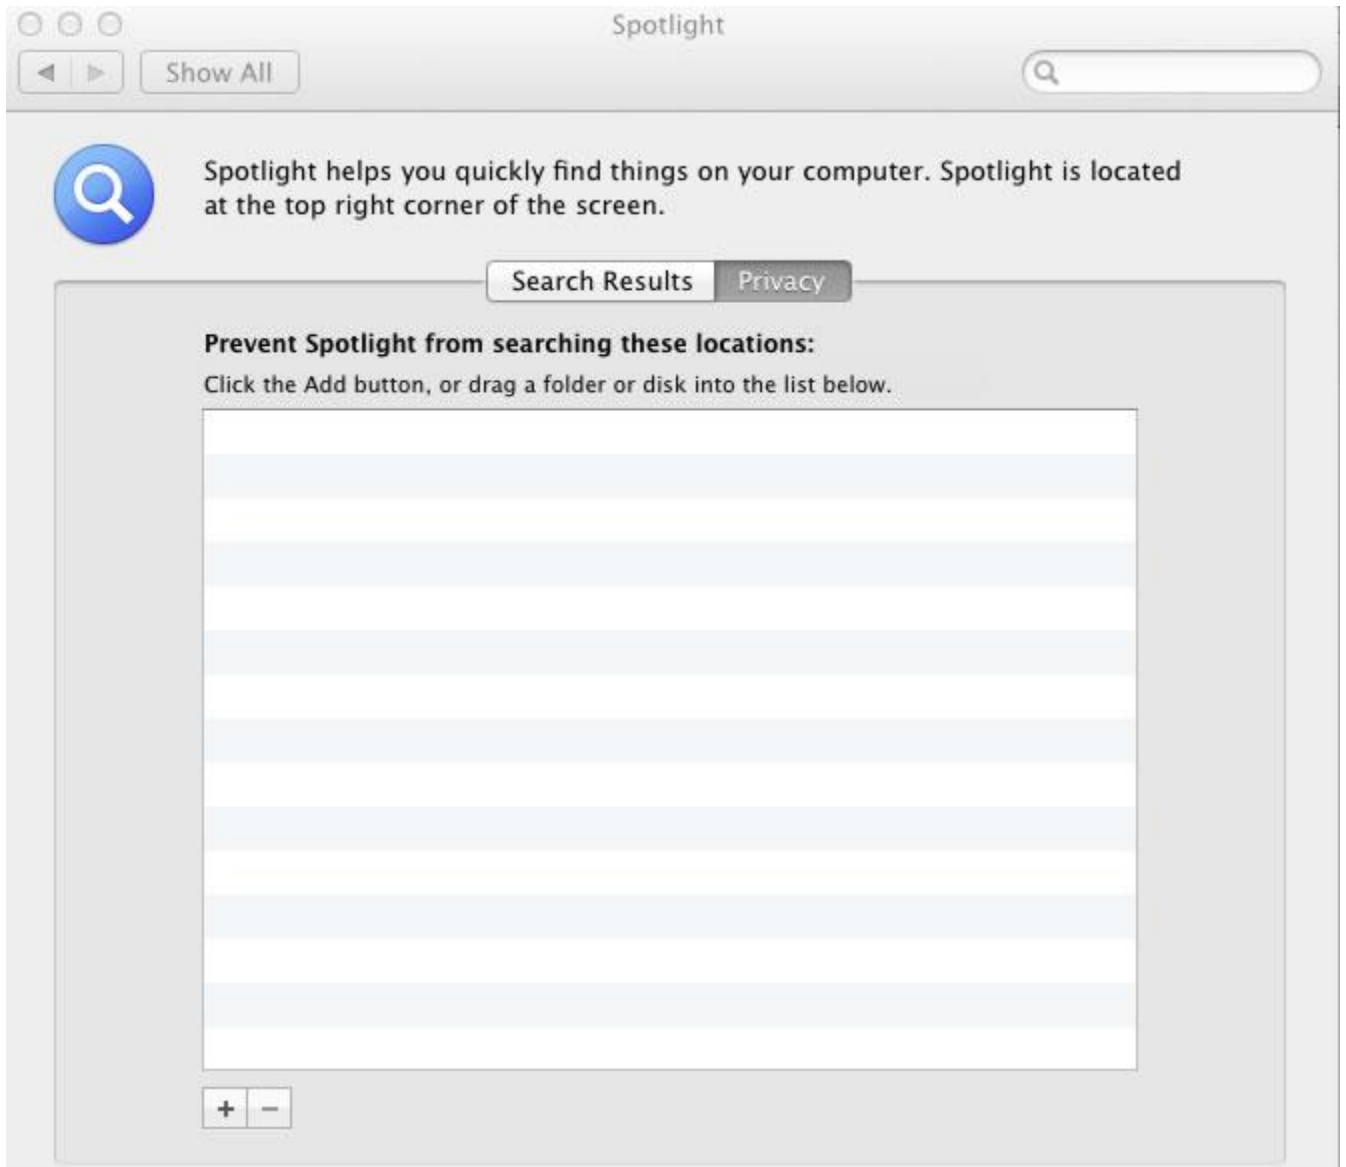 Spotlight
Show All
Spotlight helps you quickly find things on your computer. Spotlight is located
at the top right corner of the screen.
Search Results
Privacy
Prevent Spotlight from searching these locations:
Click the Add button, or drag a folder or disk into the list below.
+ −